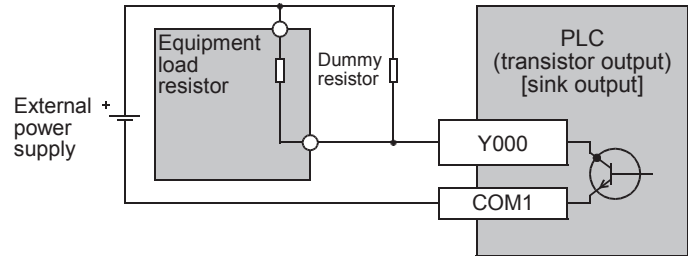 Equipment
load
resistor
Dummy
resistor
External
power
supply
+
PLC
(transistor output)
[sink output]
Y000
COM1